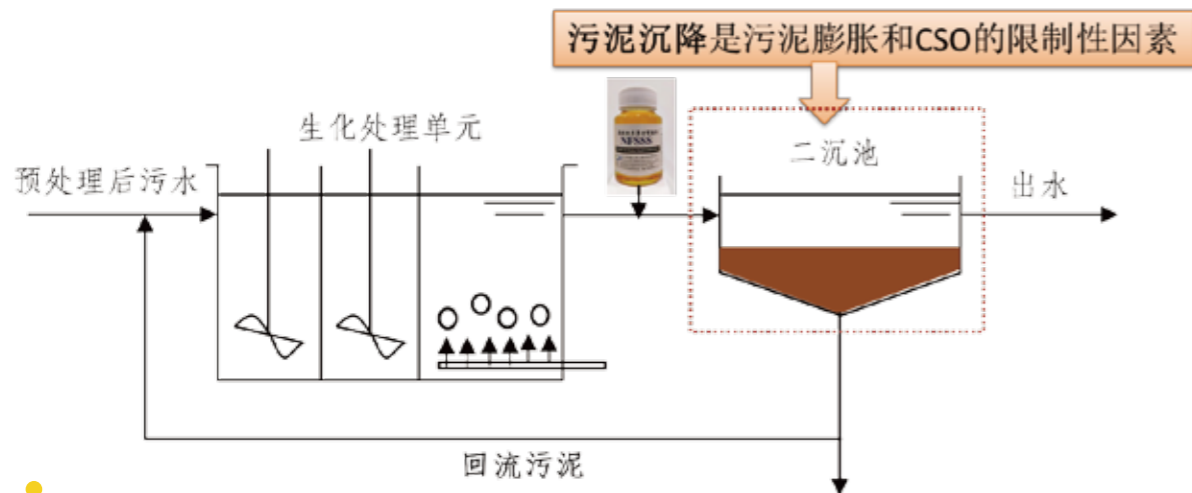 污泥沉降是污泥膨胀和CSO的限制性因素
生化处理单元
NFSSS
二沉池
预处理后污水
出水
回流污泥